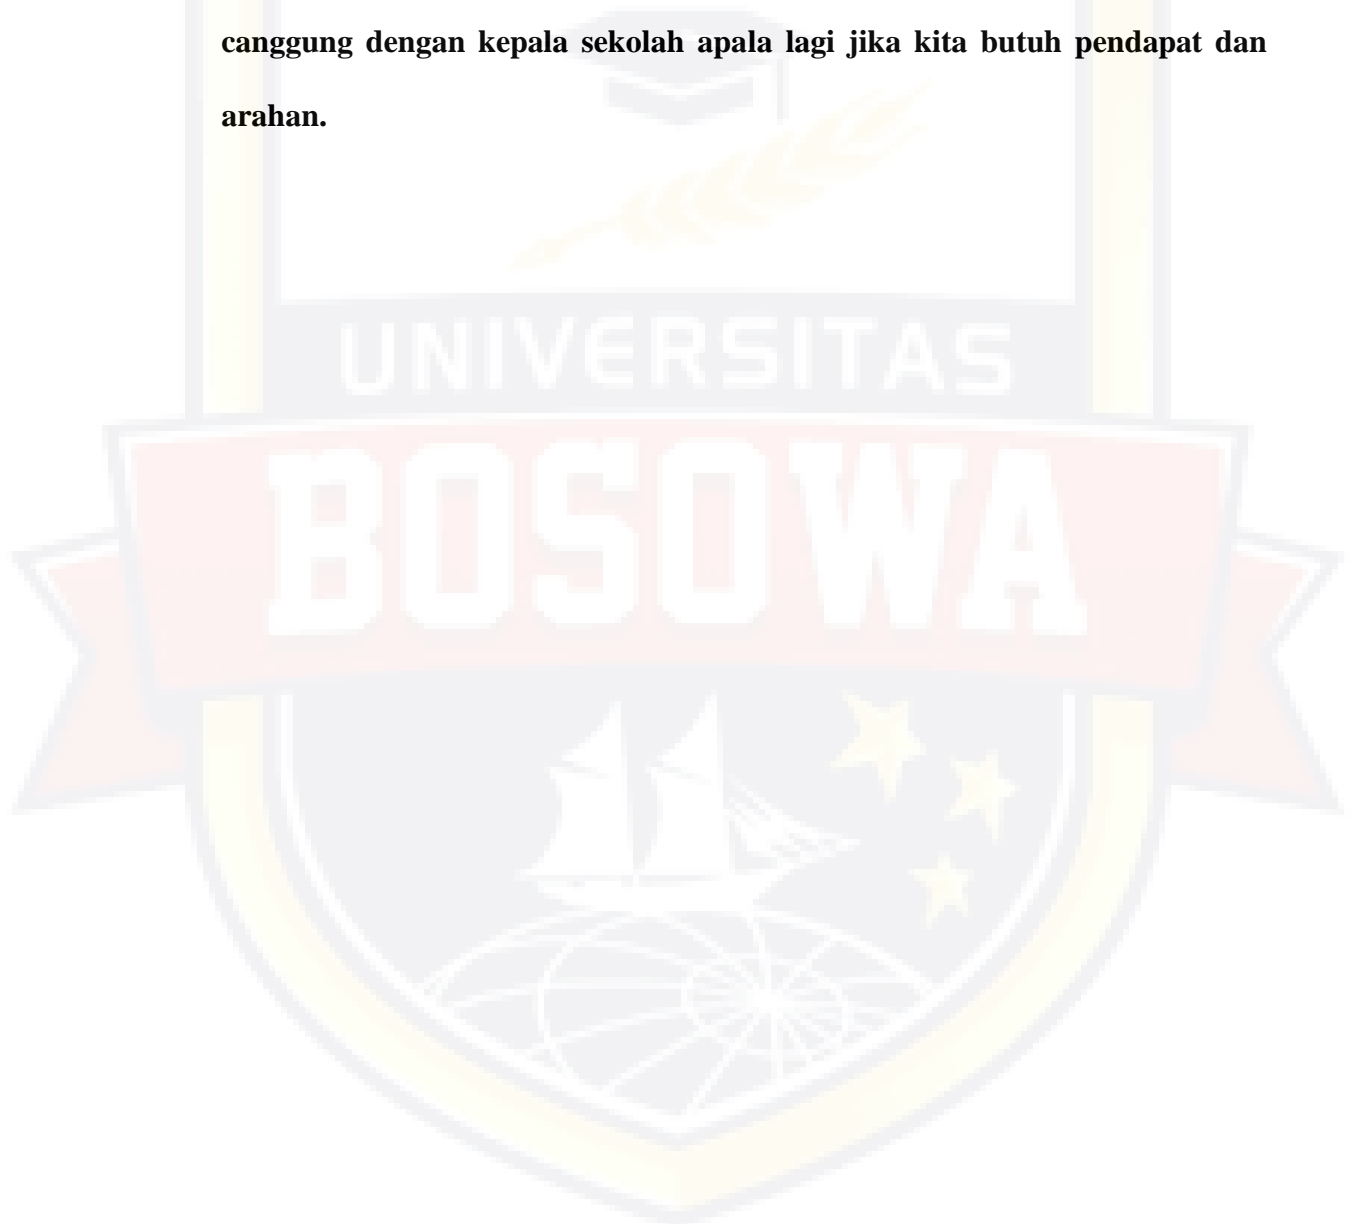 canggung dengan kepala sekolah apala lagi jika kita butuh pendapat dan
arahan.
UNIVERSITAS
BOSOWA